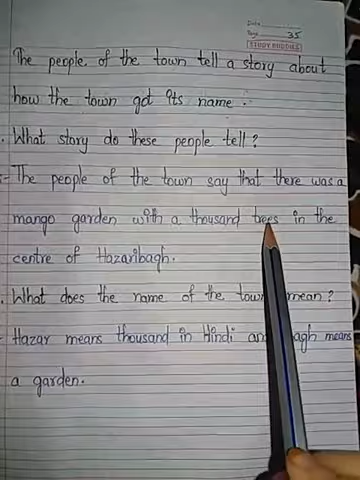 Date
Page 35
STUDY BUDDIES
The people of the town tell a story about
how the town got its name :
What story do these people tell?
:- The people of the town say that there was a
mango garden with a thousand trees in the
centre of Hazaribagh.
What does the name of the town mean?
- Hazar means thousand in Hindi an agh means
a garden.